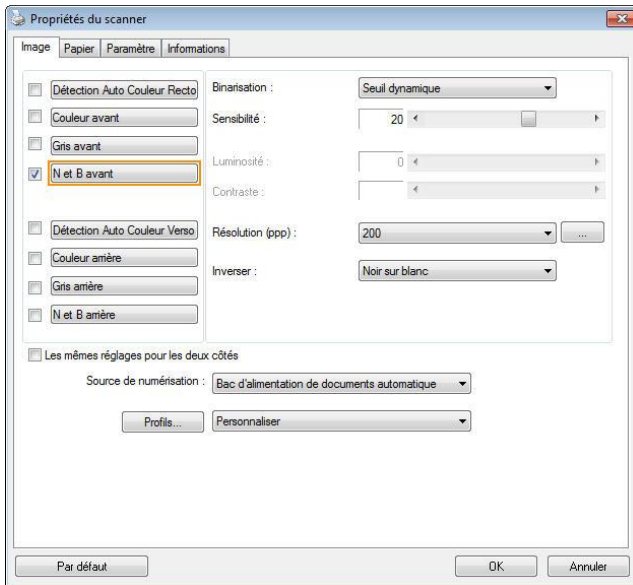 Propriétés du scanner
Image Papier Paramètre Informations
Détection Auto Couleur Recto
Couleur avant
Gris avant
N et B avant
Détection Auto Couleur Verso
Couleur arrière
Gris arrière
N et B arrière
Binarisation : Seuil dynamique
Sensibilité : 20
Luminosité : 0
Contraste :
Résolution (ppp) : 200 ...
Inverser : Noir sur blanc
Les mêmes réglages pour les deux côtés
Source de numérisation : Bac d'alimentation de documents automatique
Profils... Personnaliser
Par défaut OK Annuler